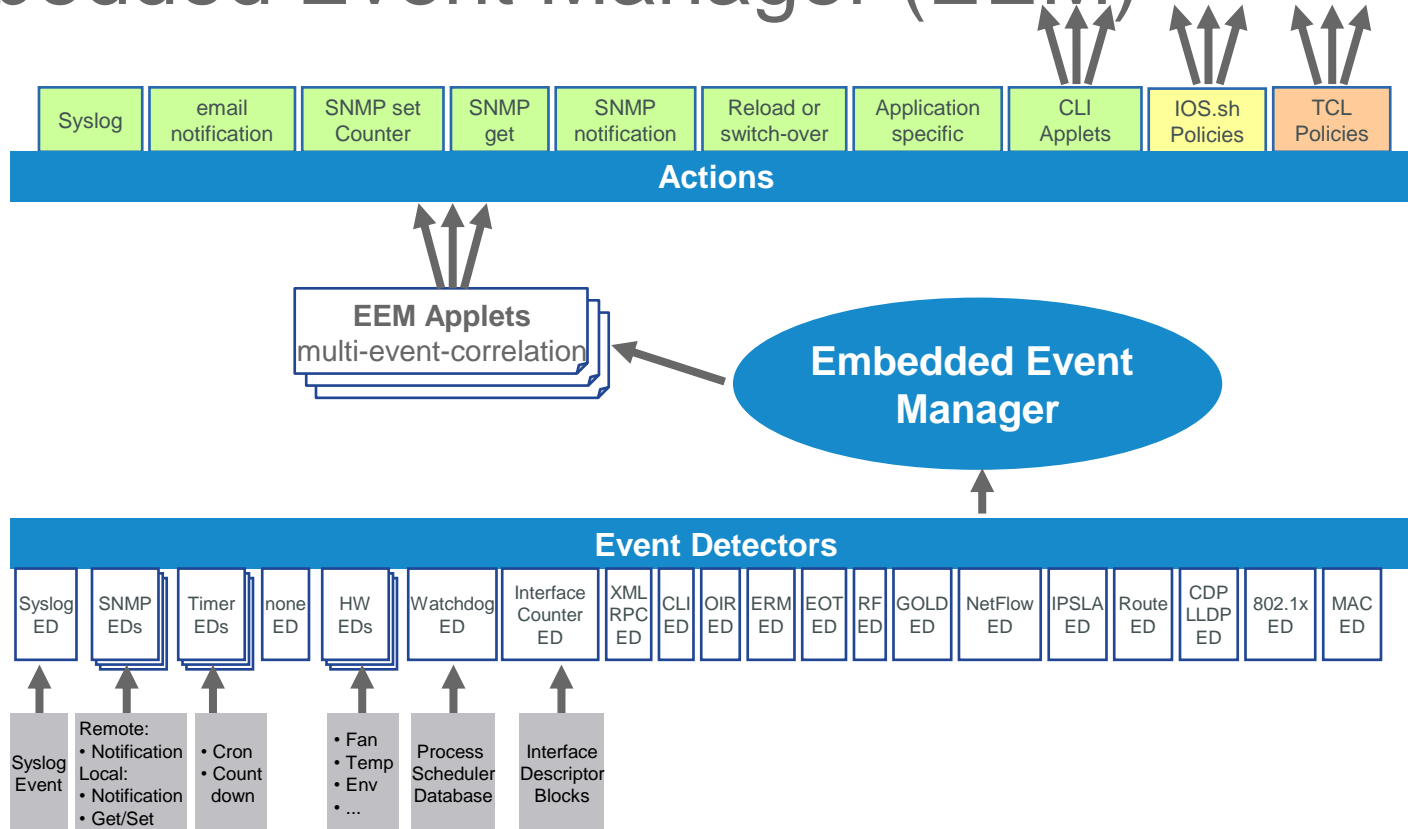 bedded Event Manager (EEM)
Syslog
email
notification
SNMP set
Counter
SNMP
get
SNMP
notification
Reload or
switch-over
Application
specific
CLI
Applets
IOS.sh
Policies
TCL
Policies
Actions
EEM Applets
multi-event-correlation
Embedded Event
Manager
Event Detectors
Syslog
ED
SNMP
EDs
Timer
EDs
none
ED
HW
EDs
Watchdog
ED
Interface
Counter
ED
XML
RPC
ED
CLI
ED
OIR
ED
ERM
ED
EOT
ED
RF
ED
GOLD
ED
NetFlow
ED
IPSLA
ED
Route
ED
CDP
LLDP
ED
802.1x
ED
MAC
ED
Syslog
Event
Remote:
• Notification
Local:
• Notification
• Get/Set
• Cron
• Count
down
• Fan
• Temp
• Env
• ...
Process
Scheduler
Database
Interface
Descriptor
Blocks